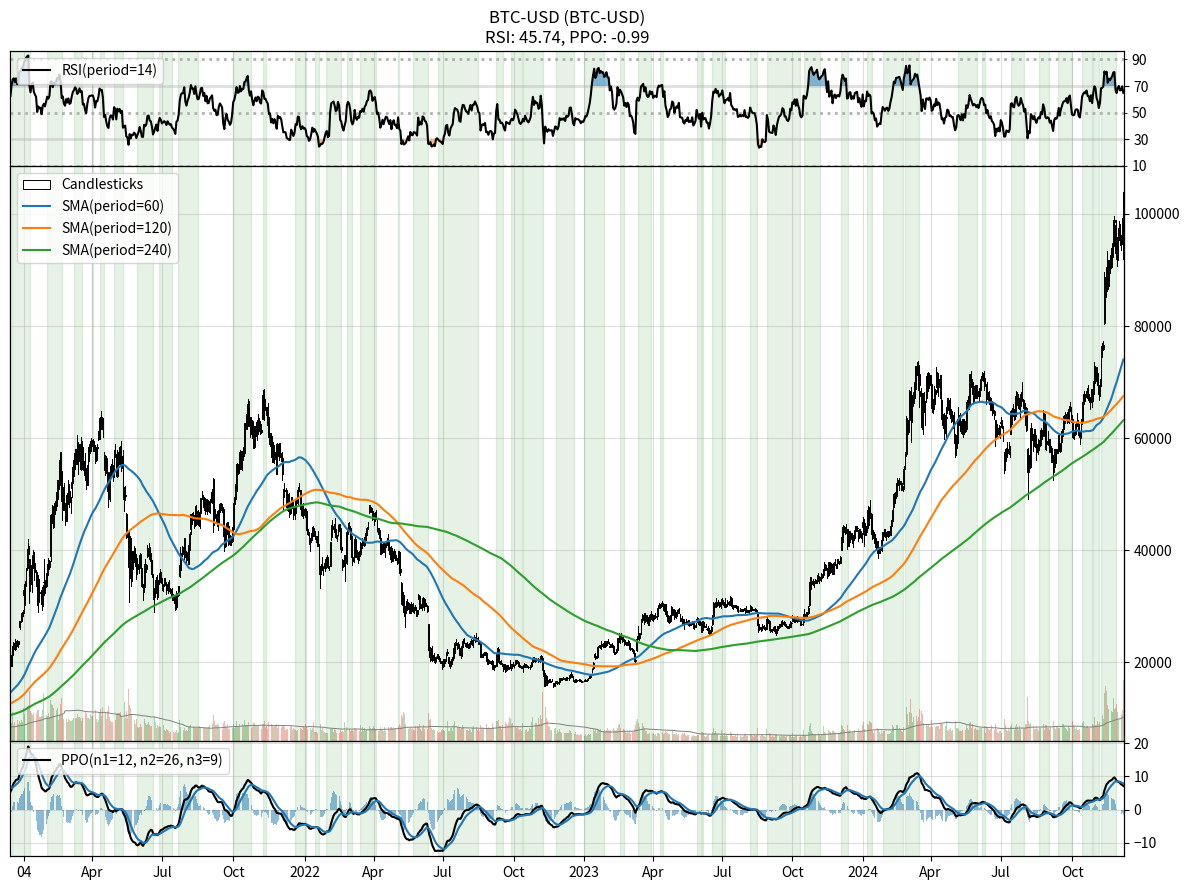 BTC-USD (BTC-USD)
RSI: 45.74, PPO: -0.99
RSI(period=14)
90
70
50
30
10
Candlesticks
SMA(period=60)
SMA(period=120)
SMA(period=240)
100000
80000
60000
40000
20000
PPO(n1=12, n2=26, n3=9)
20
10
0
−10
04 Apr Jul Oct 2022 Apr Jul Oct 2023 Apr Jul Oct 2024 Apr Jul Oct